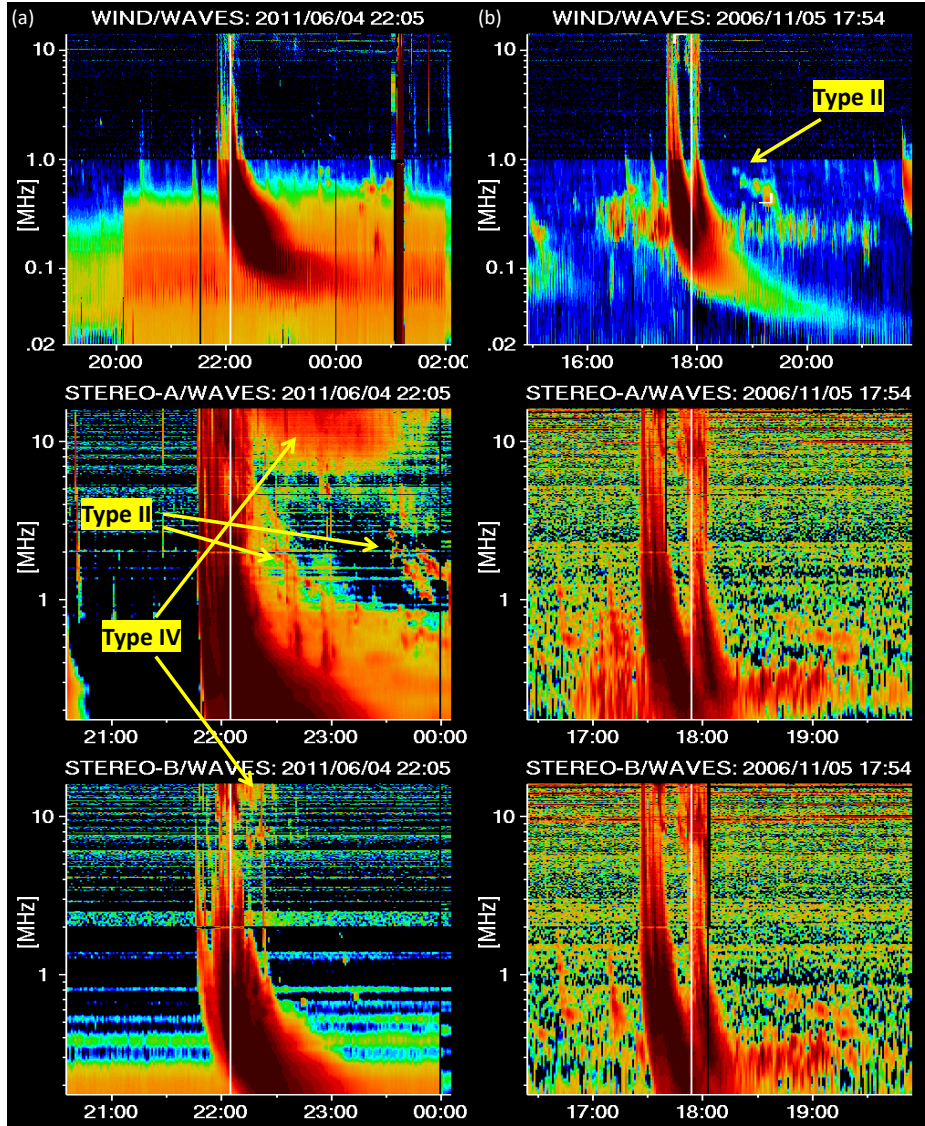 (a)
WIND/WAVES: 2011/06/04 22:05
10
1.0
0.1
.02
[MHz]
20:00 22:00 00:00 02:00
(b)
WIND/WAVES: 2006/11/05 17:54
Type II
10
1.0
0.1
.02
[MHz]
16:00 18:00 20:00
STEREO-A/WAVES: 2011/06/04 22:05
10
1
[MHz]
Type II
Type IV
21:00 22:00 23:00 00:00
STEREO-A/WAVES: 2006/11/05 17:54
10
1
[MHz]
17:00 18:00 19:00
STEREO-B/WAVES: 2011/06/04 22:05
10
1
[MHz]
21:00 22:00 23:00 00:00
STEREO-B/WAVES: 2006/11/05 17:54
10
1
[MHz]
17:00 18:00 19:00